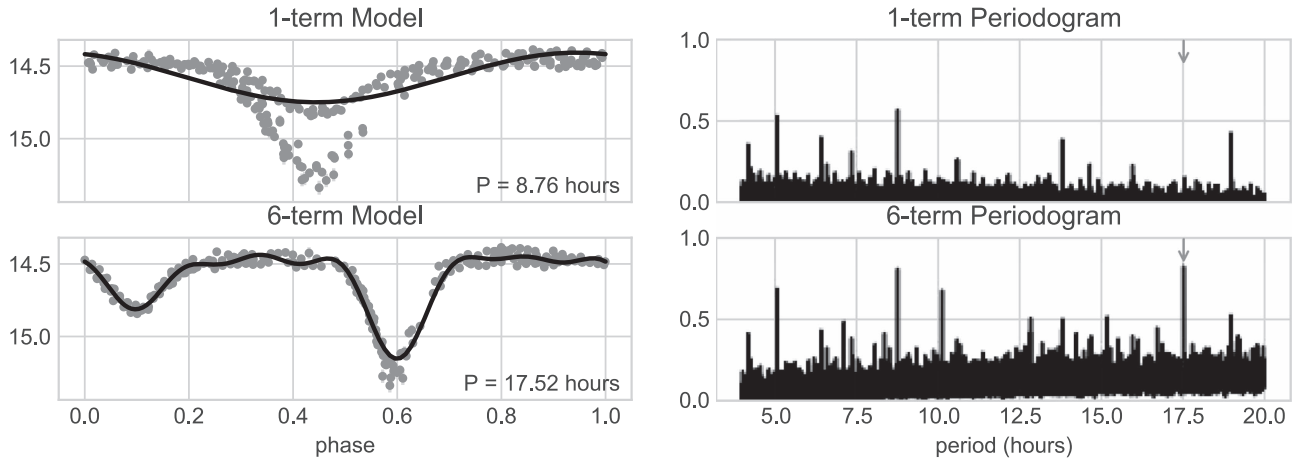 1-term Model
14.5
15.0
P = 8.76 hours
6-term Model
14.5
15.0
P = 17.52 hours
0.0 0.2 0.4 0.6 0.8 1.0
phase
1-term Periodogram
1.0
0.5
0.0
6-term Periodogram
1.0
0.5
0.0
5.0 7.5 10.0 12.5 15.0 17.5 20.0
period (hours)